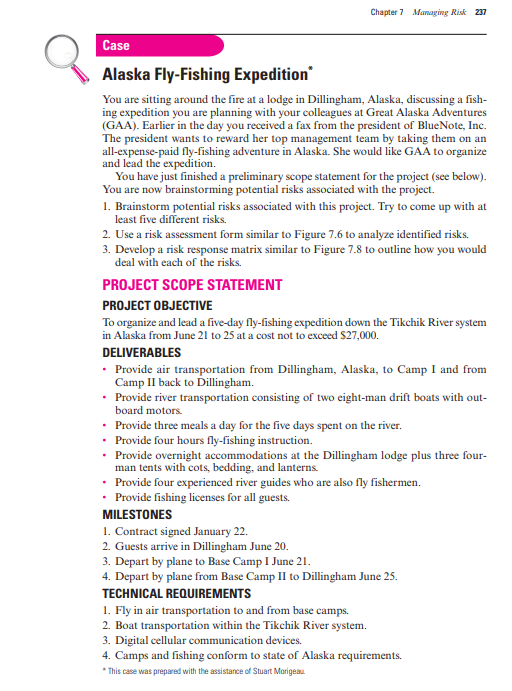 Chapter 7 Managing Risk 237
Case
Alaska Fly-Fishing Expedition*
You are sitting around the fire at a lodge in Dillingham, Alaska, discussing a fish-
ing expedition you are planning with your colleagues at Great Alaska Adventures
(GAA). Earlier in the day you received a fax from the president of BlueNote, Inc.
The president wants to reward her top management team by taking them on an
all-expense-paid fly-fishing adventure in Alaska. She would like GAA to organize
and lead the expedition.
You have just finished a preliminary scope statement for the project (see below).
You are now brainstorming potential risks associated with the project.
1. Brainstorm potential risks associated with this project. Try to come up with at
least five different risks.
2. Use a risk assessment form similar to Figure 7.6 to analyze identified risks.
3. Develop a risk response matrix similar to Figure 7.8 to outline how you would
deal with each of the risks.
PROJECT SCOPE STATEMENT
PROJECT OBJECTIVE
To organize and lead a five-day fly-fishing expedition down the Tikchik River system
in Alaska from June 21 to 25 at a cost not to exceed $27,000.
DELIVERABLES
• Provide air transportation from Dillingham, Alaska, to Camp I and from
Camp II back to Dillingham.
• Provide river transportation consisting of two eight-man drift boats with out-
board motors.
• Provide three meals a day for the five days spent on the river.
• Provide four hours fly-fishing instruction.
• Provide overnight accommodations at the Dillingham lodge plus three four-
man tents with cots, bedding, and lanterns.
• Provide four experienced river guides who are also fly fishermen.
• Provide fishing licenses for all guests.
MILESTONES
1. Contract signed January 22.
2. Guests arrive in Dillingham June 20.
3. Depart by plane to Base Camp I June 21.
4. Depart by plane from Base Camp II to Dillingham June 25.
TECHNICAL REQUIREMENTS
1. Fly in air transportation to and from base camps.
2. Boat transportation within the Tikchik River system.
3. Digital cellular communication devices.
4. Camps and fishing conform to state of Alaska requirements.
* This case was prepared with the assistance of Stuart Morigeau.